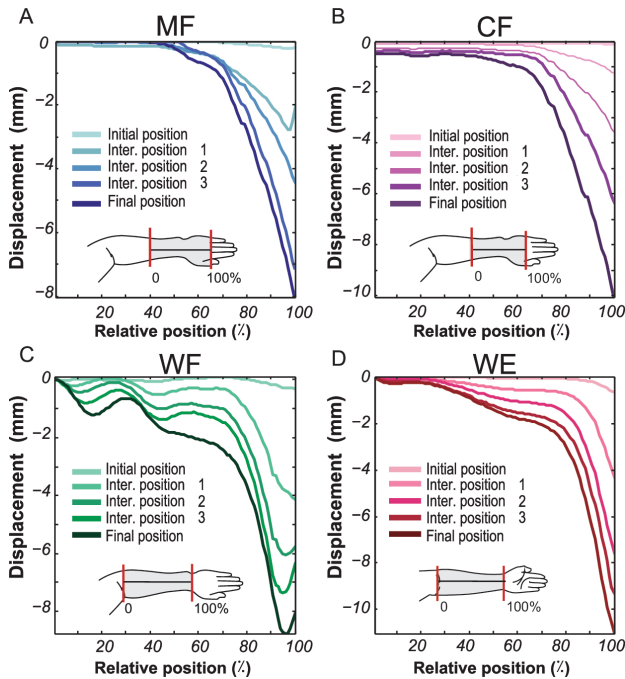 A MF
B CF
Displacement (mm)
0
−2
−4
−6
−8
Initial position
Inter. position 1
Inter. position 2
Inter. position 3
Final position
0 100%
20 40 60 80 100
Relative position (٪)
Displacement (mm)
0
−2
−4
−6
−8
−10
Initial position
Inter. position 1
Inter. position 2
Inter. position 3
Final position
0 100%
20 40 60 80 100
Relative position (٪)
C WF
D WE
Displacement (mm)
0
−2
−4
−6
−8
Initial position
Inter. position 1
Inter. position 2
Inter. position 3
Final position
0 100%
0 10 20 30 40 50 60 70 80 90 100
Relative position (٪)
Displacement (mm)
0
−2
−4
−6
−8
−10
Initial position
Inter. position 1
Inter. position 2
Inter. position 3
Final position
0 100%
20 40 60 80 100
Relative position (٪)